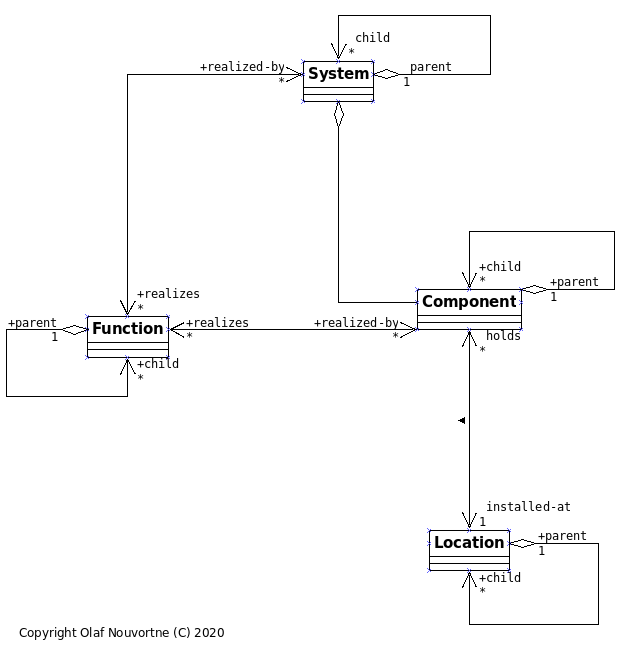 child
*
+realized-by
*
System
parent
1
+child
*
+parent
1
Component
+realizes
*
+parent
1
Function
+realizes
*
+realized-by
*
holds
*
+child
*
installed-at
1
Location
+parent
1
+child
*
Copyright Olaf Nouvortne (C) 2020